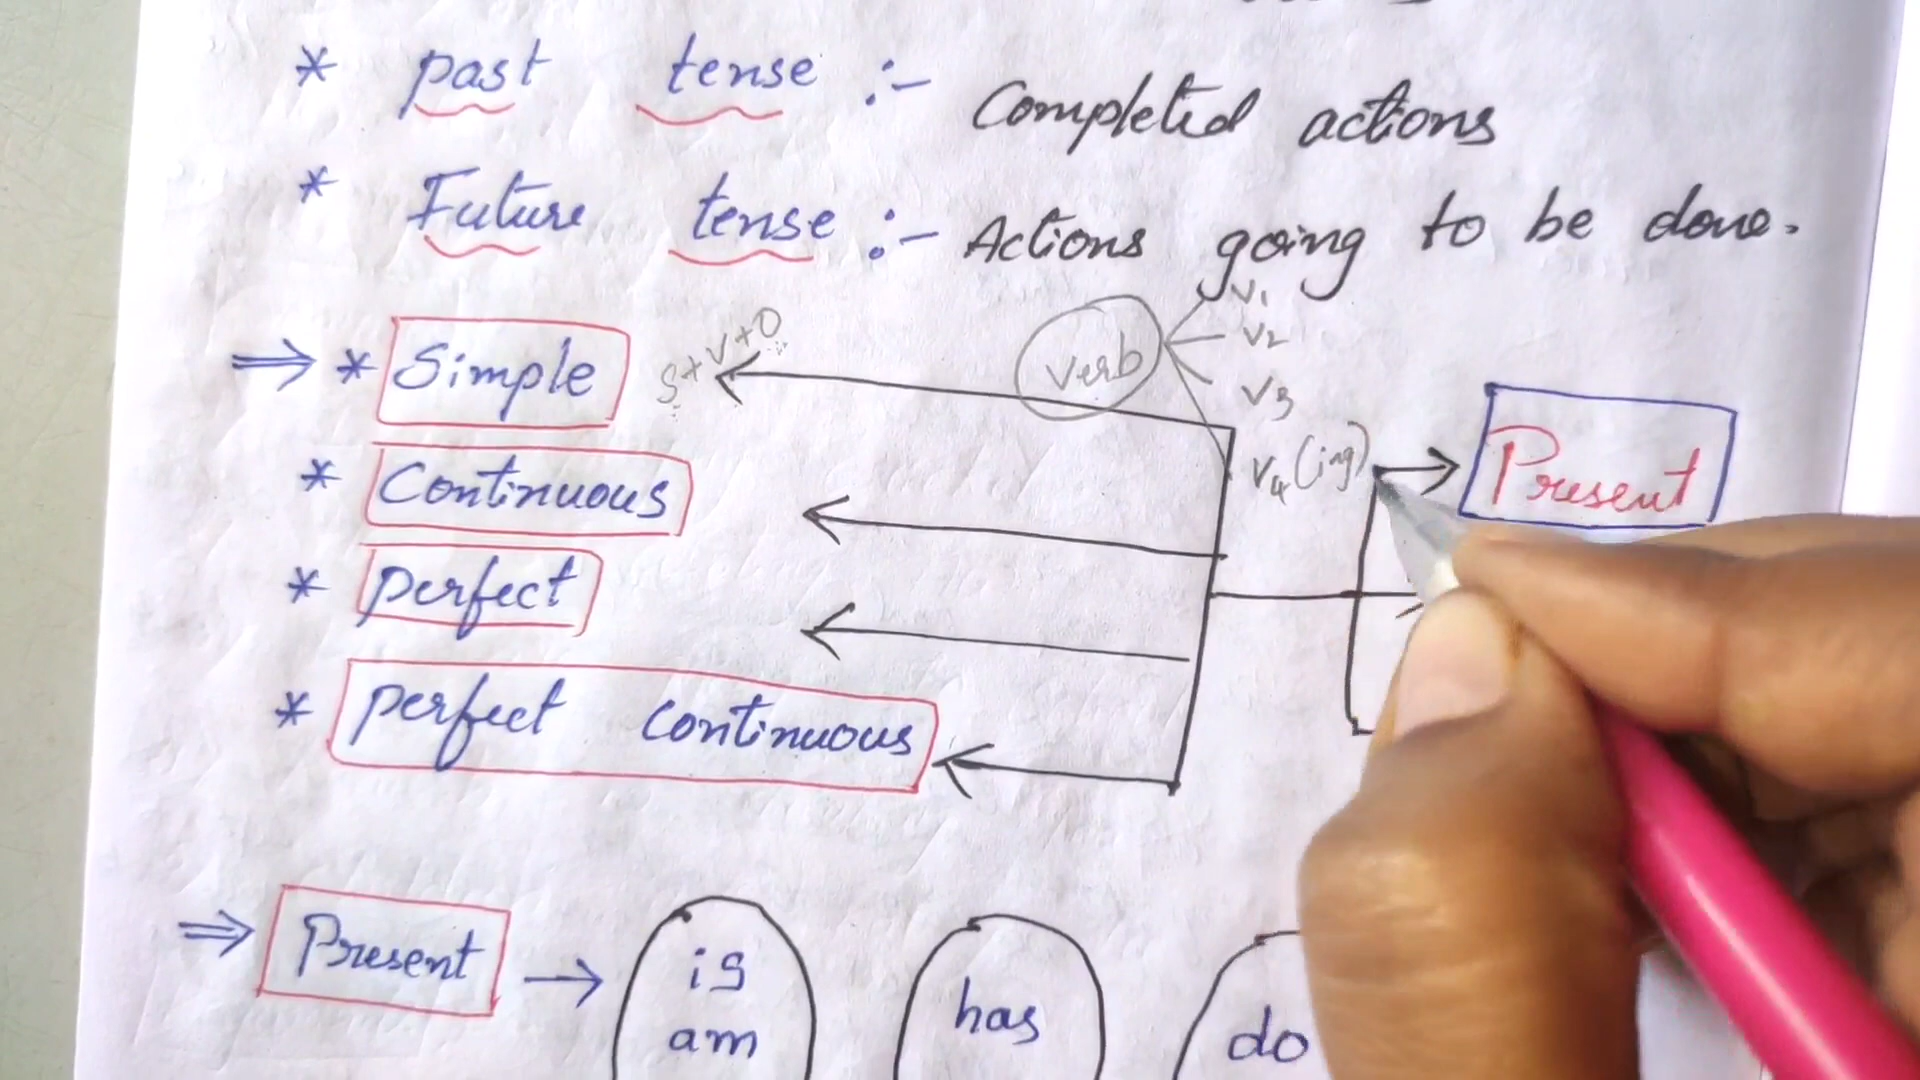 * past tense :- Completed actions
* Future tense :- Actions going to be done.
⇒ * Simple S+V+O verb V1
V2
V3
* Continuous V4 (ing) → Present
* perfect
* perfect continuous
⇒ Present → is has do
am